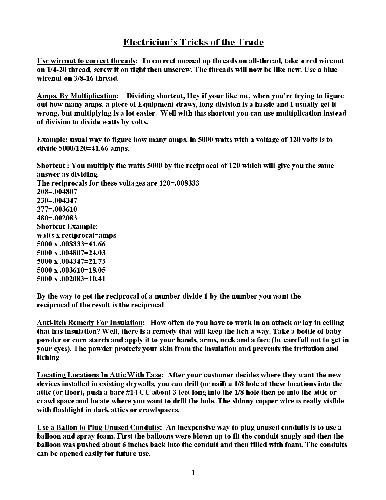 Electrician's Tricks of the Trade
Use wirenut to correct threads: To correct messed up threads on all-thread, take a red wirenut
on 1/4-20 thread, screw it on tight then unscrew. The threads will now be like new. Use a blue
wirenut on 3/8-16 thread.
Amps. By Multiplication: Dividing shortcut, Hey if your like me, when you're trying to figure
out how many amps. a piece of Equipment draws, long division is a hassle and I usually get it
wrong, but multiplying is a lot easier. Well with this shortcut you can use multiplication instead
of division to divide watts by volts.
Example: usual way to figure how many amps. in 5000 watts with a voltage of 120 volts is to
divide 5000/120=41.66 amps.
Shortcut : You multiply the watts 5000 by the reciprocal of 120 which will give you the same
answer as dividing.
The reciprocals for these voltages are 120=.008333
208=.004807
230=.004347
277=.003610
480=.002083
Shortcut Example:
watts x reciprocal=amps
5000 x .008333=41.66
5000 x .004807=24.03
5000 x .004347=21.73
5000 x .003610=18.05
5000 x .002083=10.41
By the way to get the reciprocal of a number divide 1 by the number you want the
reciprocal of the result is the reciprocal
Anti-Itch Remedy For Insulation: How often do you have to work in an attack or lay in ceiling
that has insulation? Well, there is a remedy that will keep the itch a way. Take a bottle of baby
powder or corn starch and apply it to your hands, arms, neck and a face (be carefull not to get in
your eyes). The powder protects your skin from the insulation and prevents the irritation and
itching
Locating Locations In Attic With Ease: After your customer decides where they want the new
devices installed in existing drywalls, you can drill (or nail) a 1/8 hole at these locations into the
attic (or floor), push a bare #14 CU about 3 feet long into the 1/8 hole then go into the attic or
crawl space and locate where you want to drill the hole. The shinny copper wire is really visible
with flashlight in dark attics or crawlspaces.
Use a Ballon to Plug Unused Conduits: An inexpensive way to plug unused conduits is to use a
balloon and spray foam. First the balloons were blown up to fit the conduit snugly and then the
balloon was pushed about 6 inches back into the conduit and then filled with foam. The conduits
can be opened easily for future use.
1